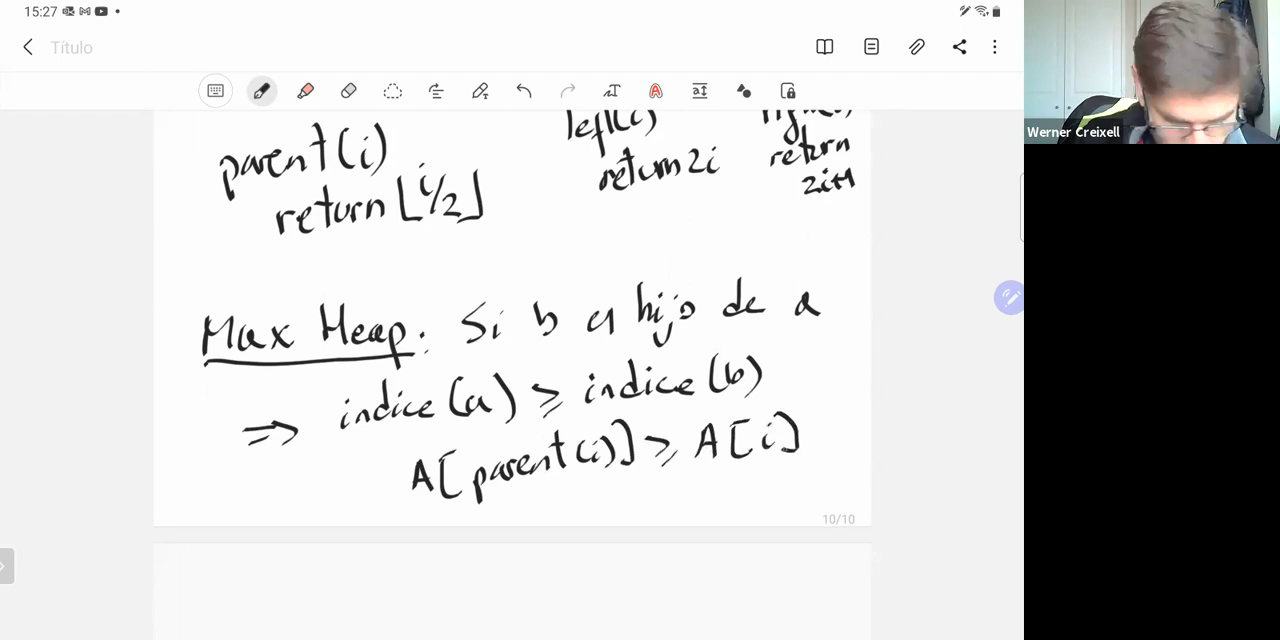 15:27
Título
parent(i)
return ⌊i/2⌋
left(i)
return 2i
return
2i+1
Max Heap: Si b es hijo de a
⇒ indice(a) ≥ indice(b)
A[parent(i)] ≥ A[i]
10/10
Werner Creixell